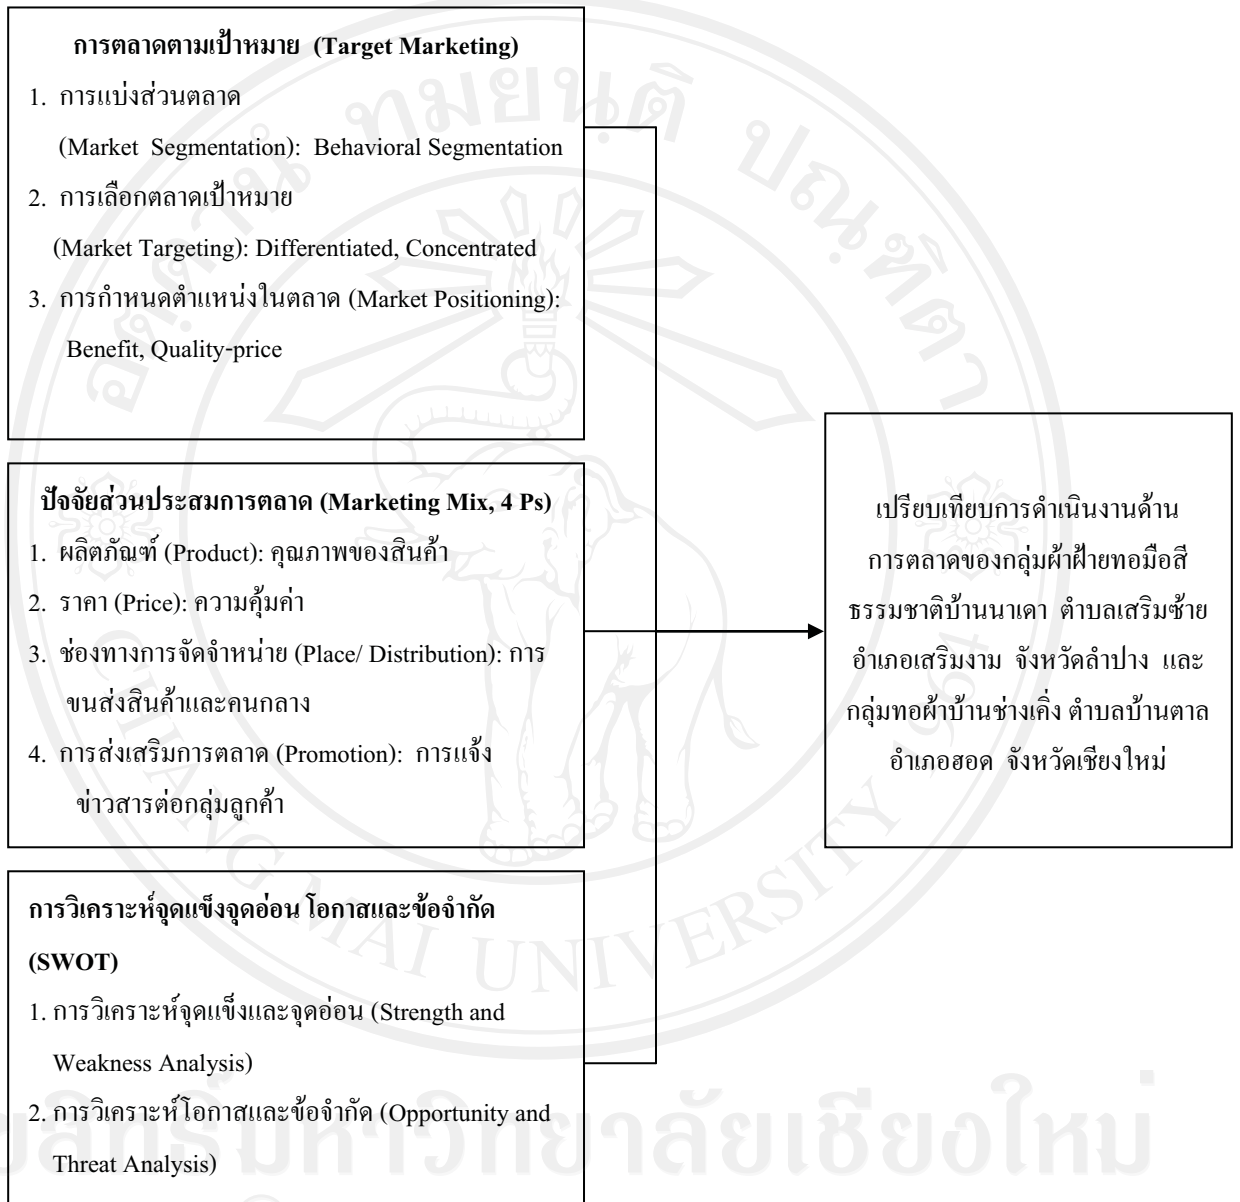 การตลาดตามเป้าหมาย (Target Marketing)
1. การแบ่งส่วนตลาด
(Market Segmentation): Behavioral Segmentation
2. การเลือกตลาดเป้าหมาย
(Market Targeting): Differentiated, Concentrated
3. การกำหนดตำแหน่งในตลาด (Market Positioning):
Benefit, Quality-price
ปัจจัยส่วนประสมการตลาด (Marketing Mix, 4 Ps)
1. ผลิตภัณฑ์ (Product): คุณภาพของสินค้า
2. ราคา (Price): ความคุ้มค่า
3. ช่องทางการจัดจำหน่าย (Place/ Distribution): การ
ขนส่งสินค้าและคนกลาง
4. การส่งเสริมการตลาด (Promotion): การแจ้ง
ข่าวสารต่อกลุ่มลูกค้า
การวิเคราะห์จุดแข็งจุดอ่อน โอกาสและข้อจำกัด
(SWOT)
1. การวิเคราะห์จุดแข็งและจุดอ่อน (Strength and
Weakness Analysis)
2. การวิเคราะห์โอกาสและข้อจำกัด (Opportunity and
Threat Analysis)
เปรียบเทียบการดำเนินงานด้าน
การตลาดของกลุ่มผ้าฝ้ายทอมือสี
ธรรมชาติบ้านนาเดา ตำบลเสริมซ้าย
อำเภอเสริมงาม จังหวัดลำปาง และ
กลุ่มทอผ้าบ้านช่างเคิ่ง ตำบลบ้านตาล
อำเภอฮอด จังหวัดเชียงใหม่
CHIANG MAI UNIVERSITY 1964
มหาวิทยาลัยเชียงใหม่